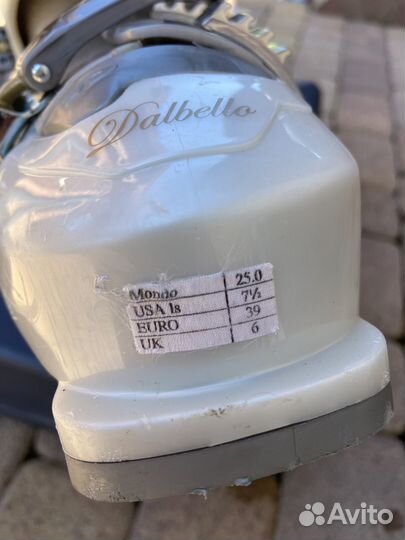 Dalbello
Mondo 25.0
USA ls 7½
EURO 39
UK 6
Avito